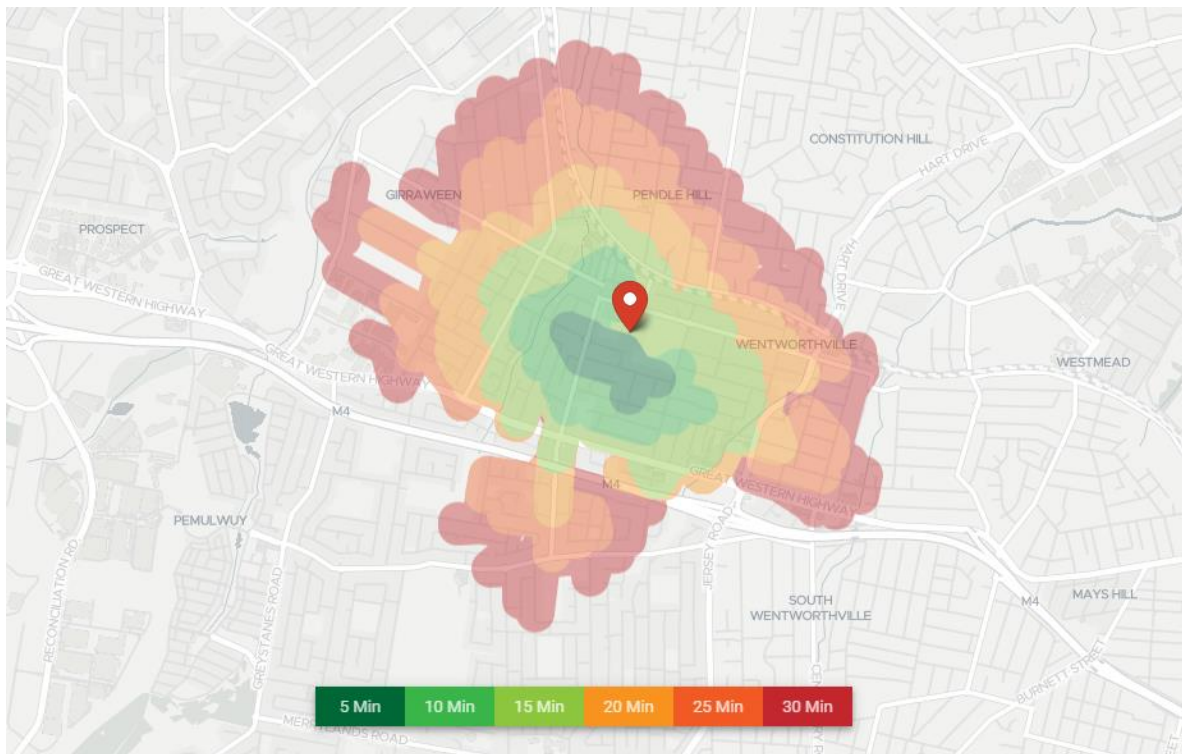 CONSTITUTION HILL
HART DRIVE
GIRRAWEEN
PENDLE HILL
PROSPECT
HART DRIVE
GREAT WESTERN HIGHWAY
WENTWORTHVILLE
GREAT WESTERN HIGHWAY
WESTMEAD
M4
GREAT WESTERN HIGHWAY
M4
PEMULWUY
JERSEY ROAD
RECONCILIATION RD
GREYSTANES ROAD
SOUTH
WENTWORTHVILLE
M4
MAYS HILL
BURNETT STREET
5 Min
10 Min
15 Min
20 Min
25 Min
30 Min